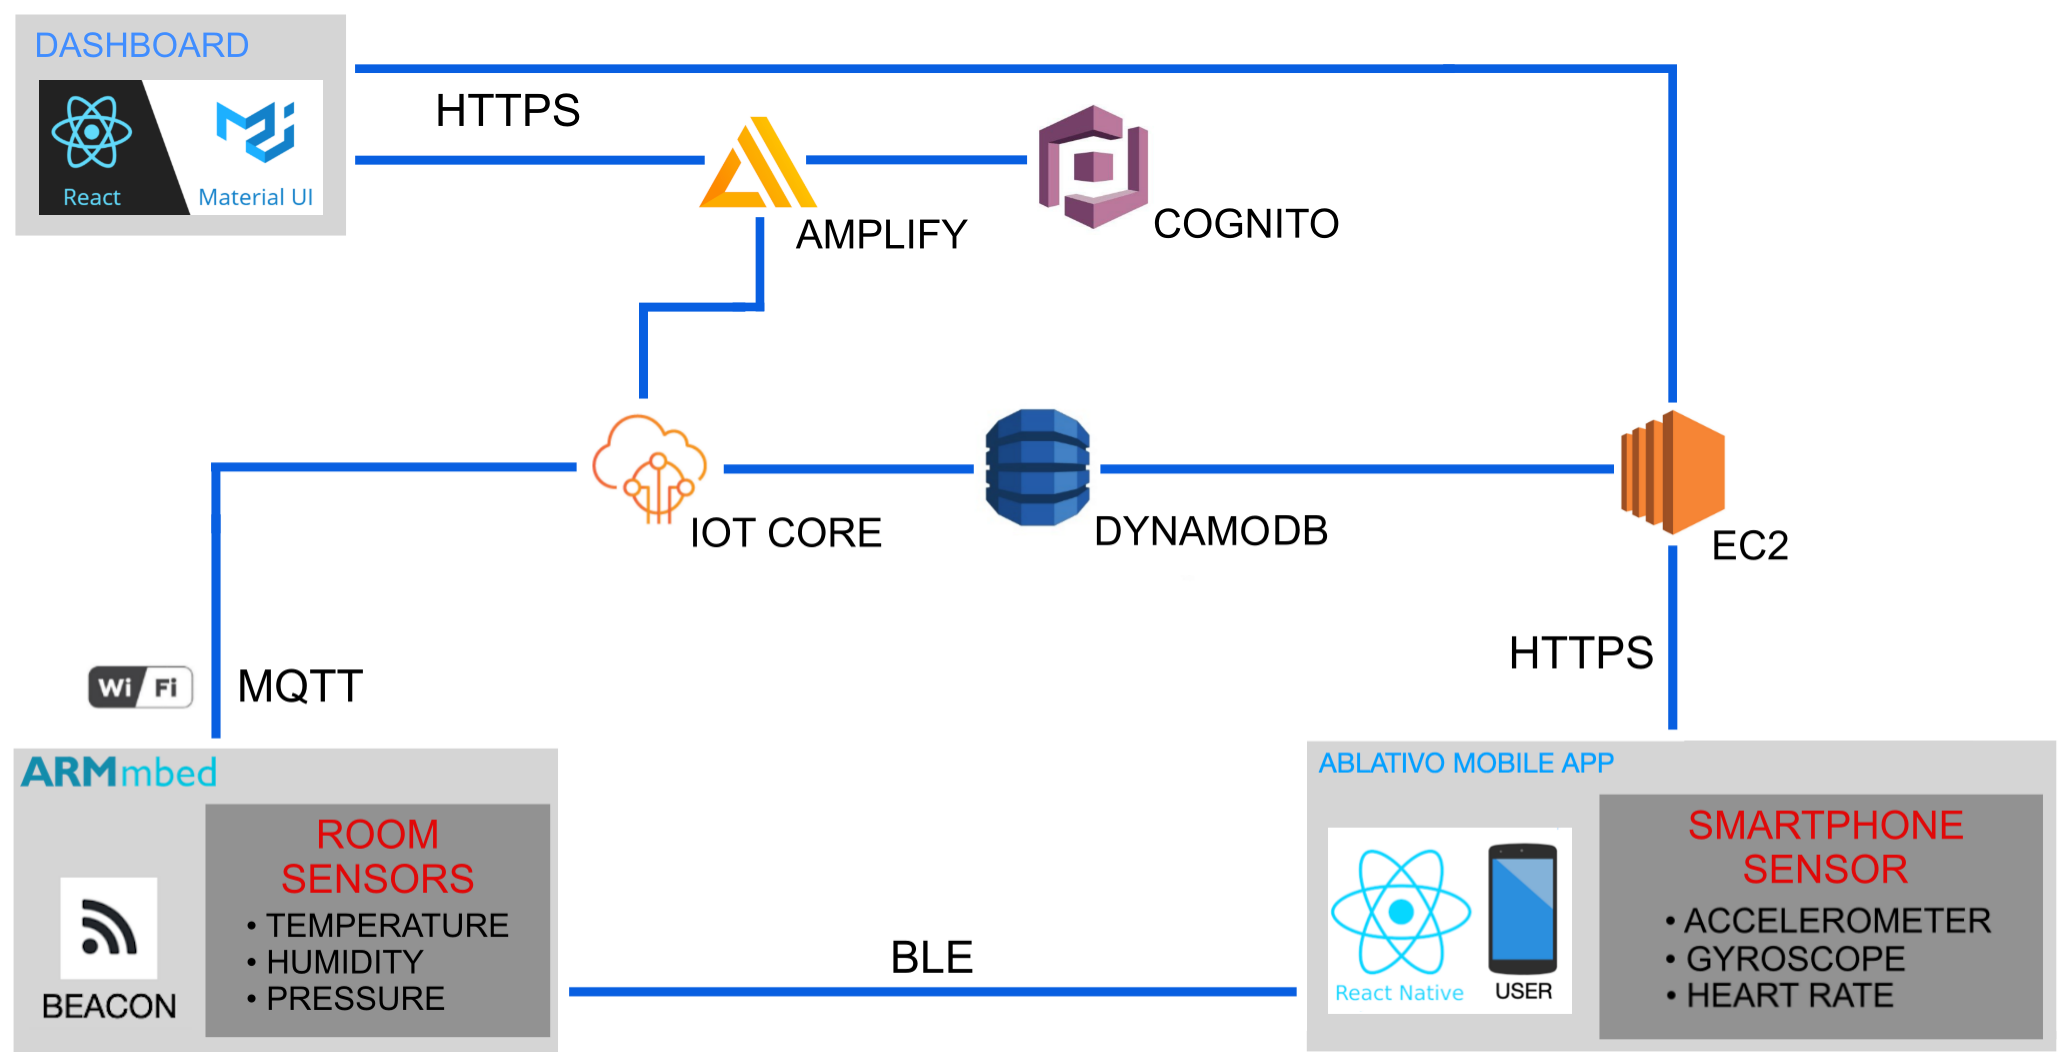 DASHBOARD
React
Material UI
HTTPS
AMPLIFY
COGNITO
IOT CORE
DYNAMODB
EC2
Wi Fi
MQTT
HTTPS
ARMmbed
BEACON
ROOM
SENSORS
• TEMPERATURE
• HUMIDITY
• PRESSURE
BLE
ABLATIVO MOBILE APP
React Native
USER
SMARTPHONE
SENSOR
• ACCELEROMETER
• GYROSCOPE
• HEART RATE